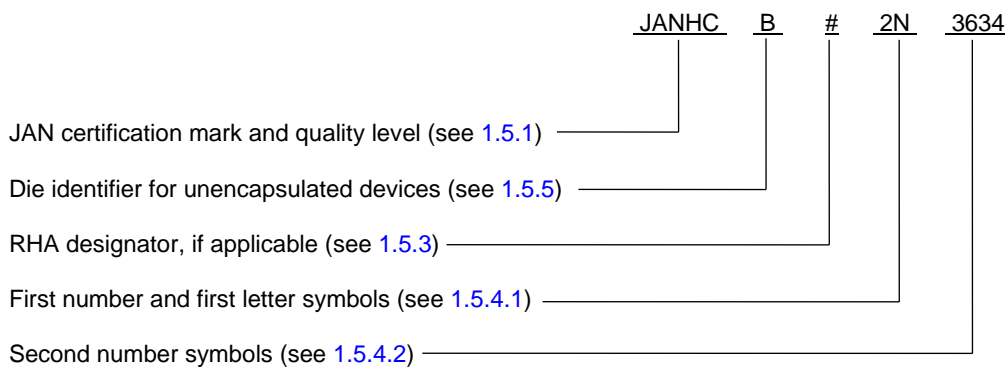 JANHC B # 2N 3634
JAN certification mark and quality level (see 1.5.1)
Die identifier for unencapsulated devices (see 1.5.5)
RHA designator, if applicable (see 1.5.3)
First number and first letter symbols (see 1.5.4.1)
Second number symbols (see 1.5.4.2)